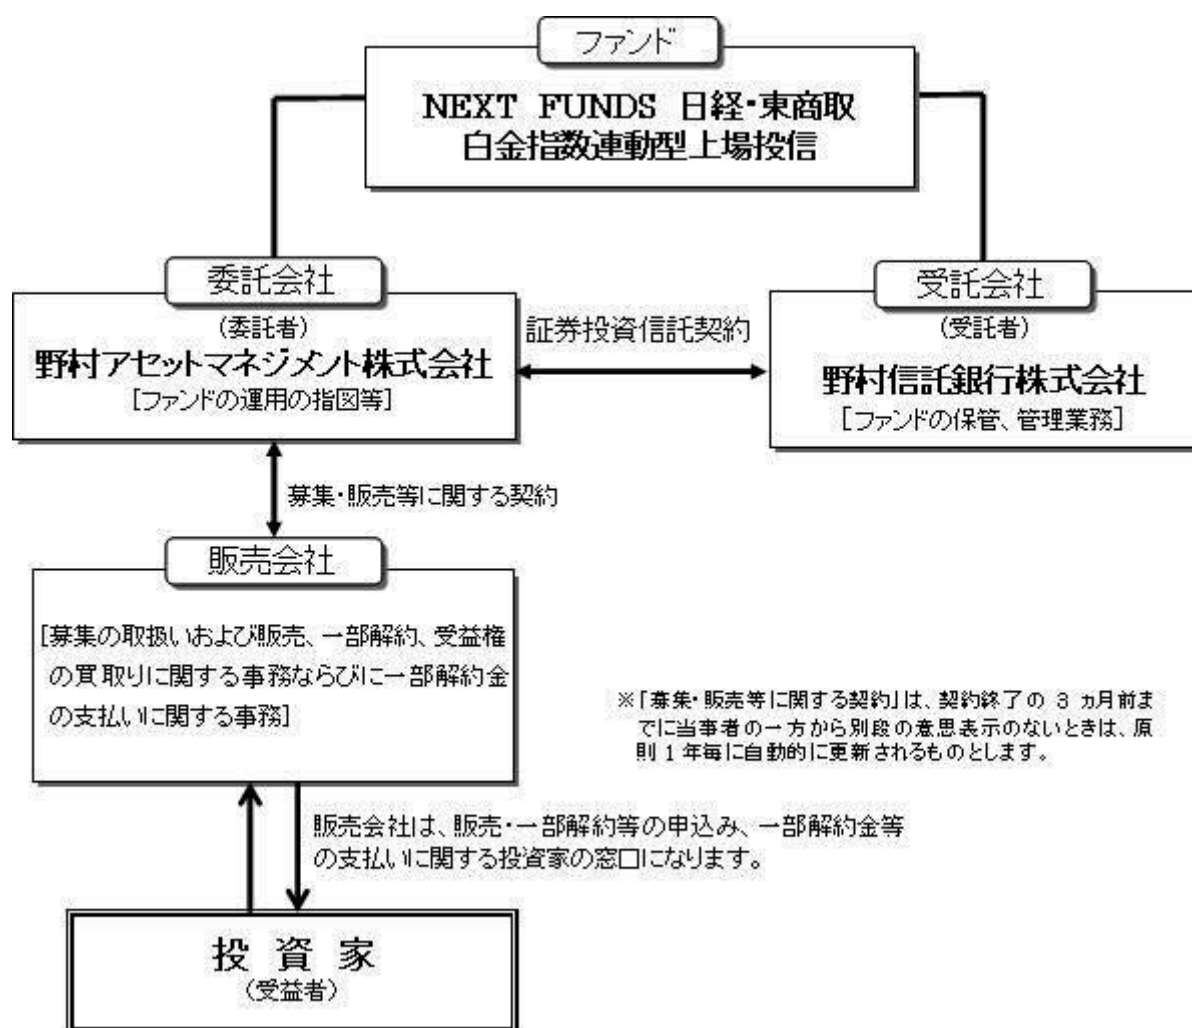 ファンド
NEXT FUNDS 日経・東商取
白金指数連動型上場投信
委託会社
(委託者)
野村アセットマネジメント株式会社
[ファンドの運用の指図等]
証券投資信託契約
受託会社
(受託者)
野村信託銀行株式会社
[ファンドの保管、管理業務]
募集・販売等に関する契約
販売会社
[募集の取扱いおよび販売、一部解約、受益権
の買取りに関する事務ならびに一部解約金
の支払いに関する事務]
※「募集・販売等に関する契約」は、契約終了の 3 ヵ月前ま
でに当事者の一方から別段の意思表示のないときは、原
則 1 年毎に自動的に更新されるものとします。
販売会社は、販売・一部解約等の申込み、一部解約金等
の支払いに関する投資家の窓口になります。
投 資 家
(受益者)